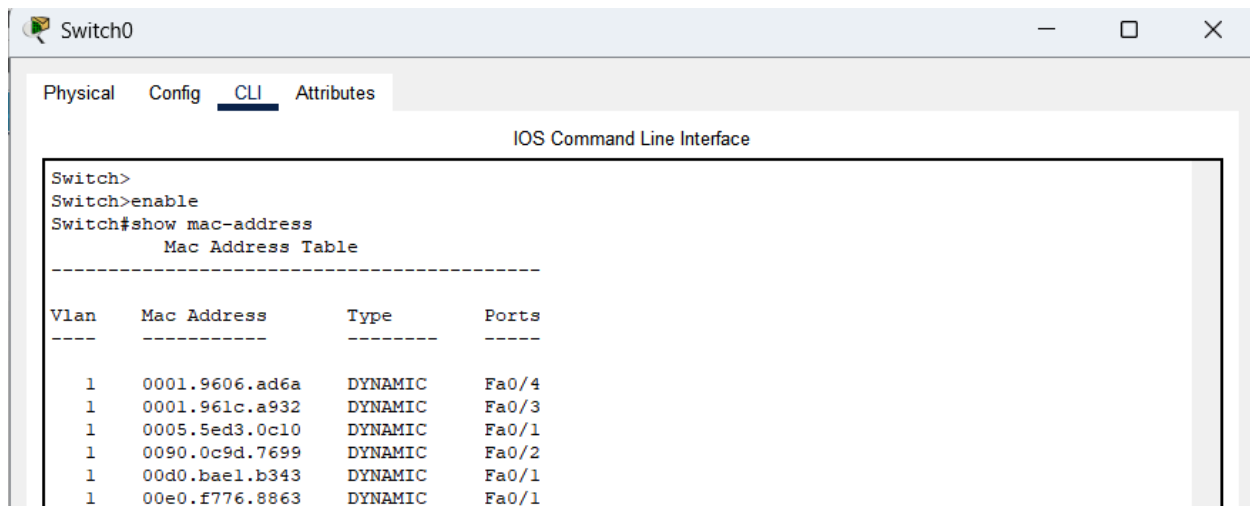 Switch0
Physical Config CLI Attributes
IOS Command Line Interface
Switch>
Switch>enable
Switch#show mac-address
Mac Address Table
-------------------------------------------
Vlan Mac Address Type Ports
---- ----------- -------- -----
1 0001.9606.ad6a DYNAMIC Fa0/4
1 0001.961c.a932 DYNAMIC Fa0/3
1 0005.5ed3.0c10 DYNAMIC Fa0/1
1 0090.0c9d.7699 DYNAMIC Fa0/2
1 00d0.bae1.b343 DYNAMIC Fa0/1
1 00e0.f776.8863 DYNAMIC Fa0/1